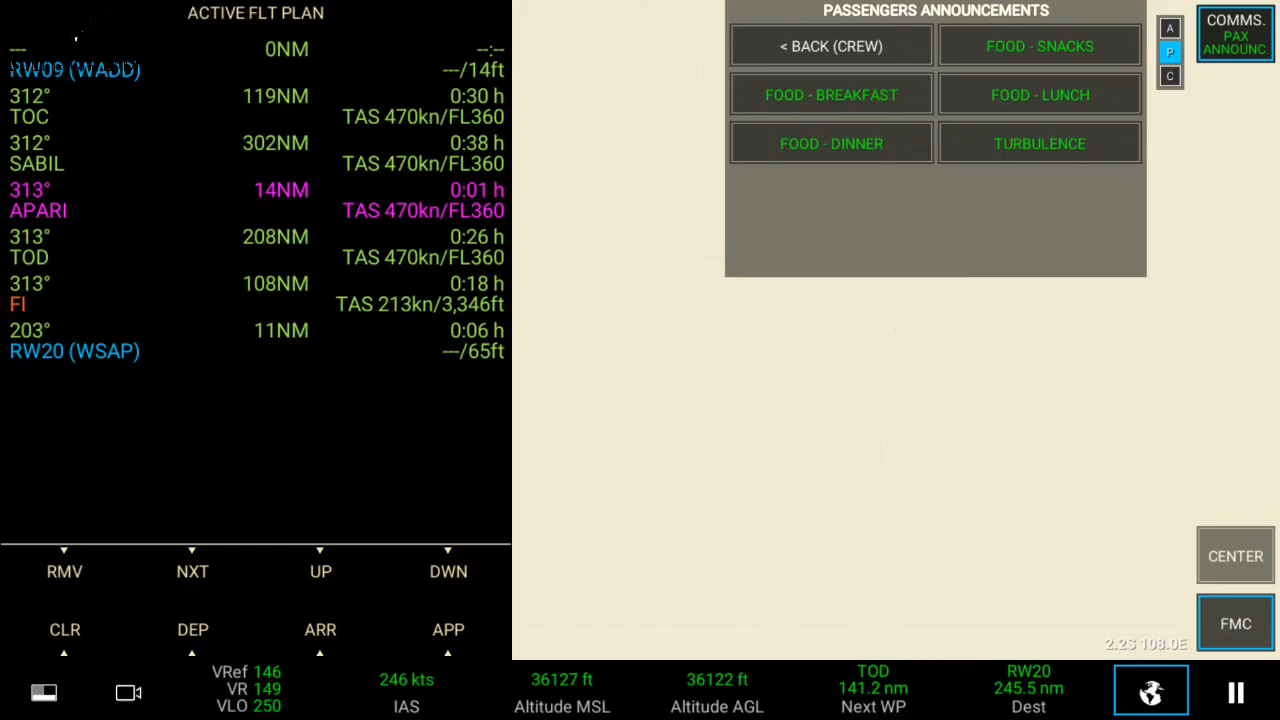 ACTIVE FLT PLAN
--- 0NM --:--
RW09 (WADD) ---/14ft
312° 119NM 0:30 h
TOC TAS 470kn/FL360
312° 302NM 0:38 h
SABIL TAS 470kn/FL360
313° 14NM 0:01 h
APARI TAS 470kn/FL360
313° 208NM 0:26 h
TOD TAS 470kn/FL360
313° 108NM 0:18 h
FI TAS 213kn/3,346ft
203° 11NM 0:06 h
RW20 (WSAP) ---/65ft
RMV NXT UP DWN
CLR DEP ARR APP
PASSENGERS ANNOUNCEMENTS
< BACK (CREW) FOOD - SNACKS
FOOD - BREAKFAST FOOD - LUNCH
FOOD - DINNER TURBULENCE
A
P
C
COMMS.
PAX
ANNOUNC.
CENTER
FMC
2.2S 108.0E
VRef 146
VR 149
VLO 250
246 kts
IAS
36127 ft
Altitude MSL
36122 ft
Altitude AGL
TOD
141.2 nm
Next WP
RW20
245.5 nm
Dest